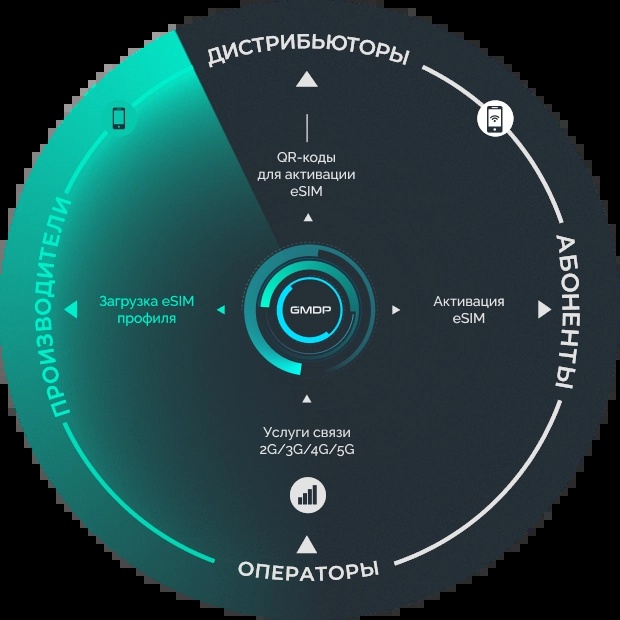 ДИСТРИБЬЮТОРЫ
QR-коды
для активации
eSIM
ПРОИЗВОДИТЕЛИ
Загрузка eSIM
профиля
GMDP
Активация
eSIM
АБОНЕНТЫ
Услуги связи
2G/3G/4G/5G
ОПЕРАТОРЫ